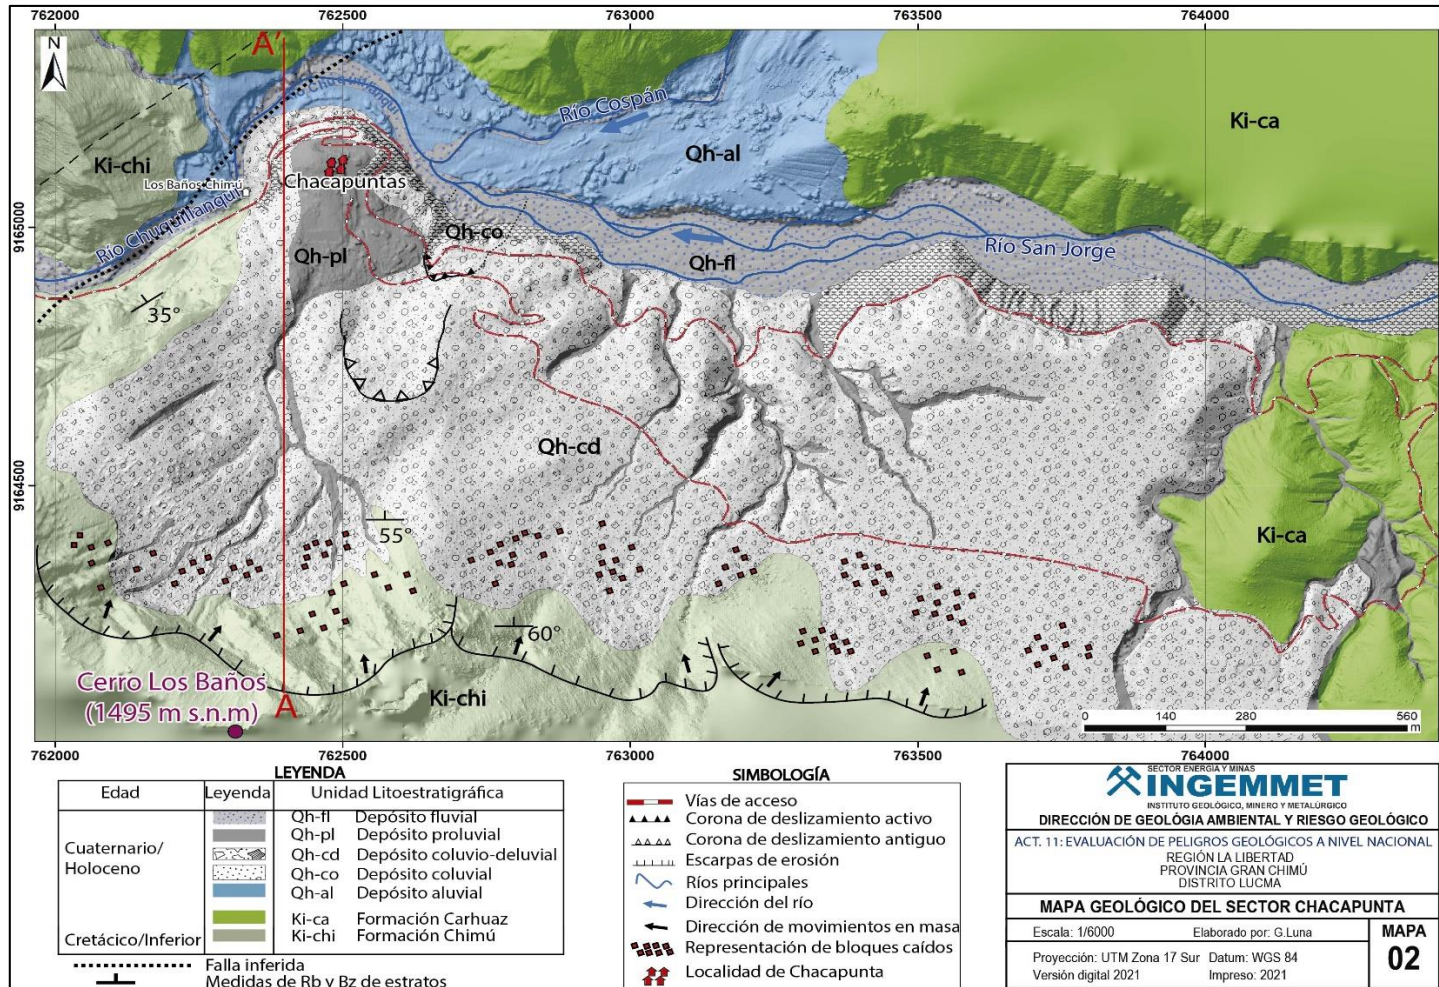 762000 762500 763000 763500 764000
N
A'
Río Cospán
Ki-ca
Río Chuquillanqui
Qh-al
Ki-chi
Los Baños Chimú
Chacapuntas
9165000
Río Chuquillanqui
Qh-co
Qh-pl
Qh-fl
Río San Jorge
35°
Qh-cd
9164500
55°
Ki-ca
60°
Cerro Los Baños
(1495 m s.n.m)
A
Ki-chi
0 140 280 560
m
762000 762500 763000 763500 764000
LEYENDA
Edad Leyenda Unidad Litoestratigráfica
Cuaternario/
Holoceno
Qh-fl Depósito fluvial
Qh-pl Depósito proluvial
Qh-cd Depósito coluvio-deluvial
Qh-co Depósito coluvial
Qh-al Depósito aluvial
Ki-ca Formación Carhuaz
Cretácico/Inferior Ki-chi Formación Chimú
Falla inferida
Medidas de Rb y Bz de estratos
SIMBOLOGÍA
Vías de acceso
Corona de deslizamiento activo
Corona de deslizamiento antiguo
Escarpas de erosión
Ríos principales
Dirección del río
Dirección de movimientos en masa
Representación de bloques caídos
Localidad de Chacapunta
SECTOR ENERGÍA Y MINAS
INGEMMET
INSTITUTO GEOLÓGICO, MINERO Y METALÚRGICO
DIRECCIÓN DE GEOLÓGIA AMBIENTAL Y RIESGO GEOLÓGICO
ACT. 11: EVALUACIÓN DE PELIGROS GEOLÓGICOS A NIVEL NACIONAL
REGIÓN LA LIBERTAD
PROVINCIA GRAN CHIMÚ
DISTRITO LUCMA
MAPA GEOLÓGICO DEL SECTOR CHACAPUNTA
Escala: 1/6000 Elaborado por: G.Luna
Proyección: UTM Zona 17 Sur Datum: WGS 84
Versión digital 2021 Impreso: 2021
MAPA
02